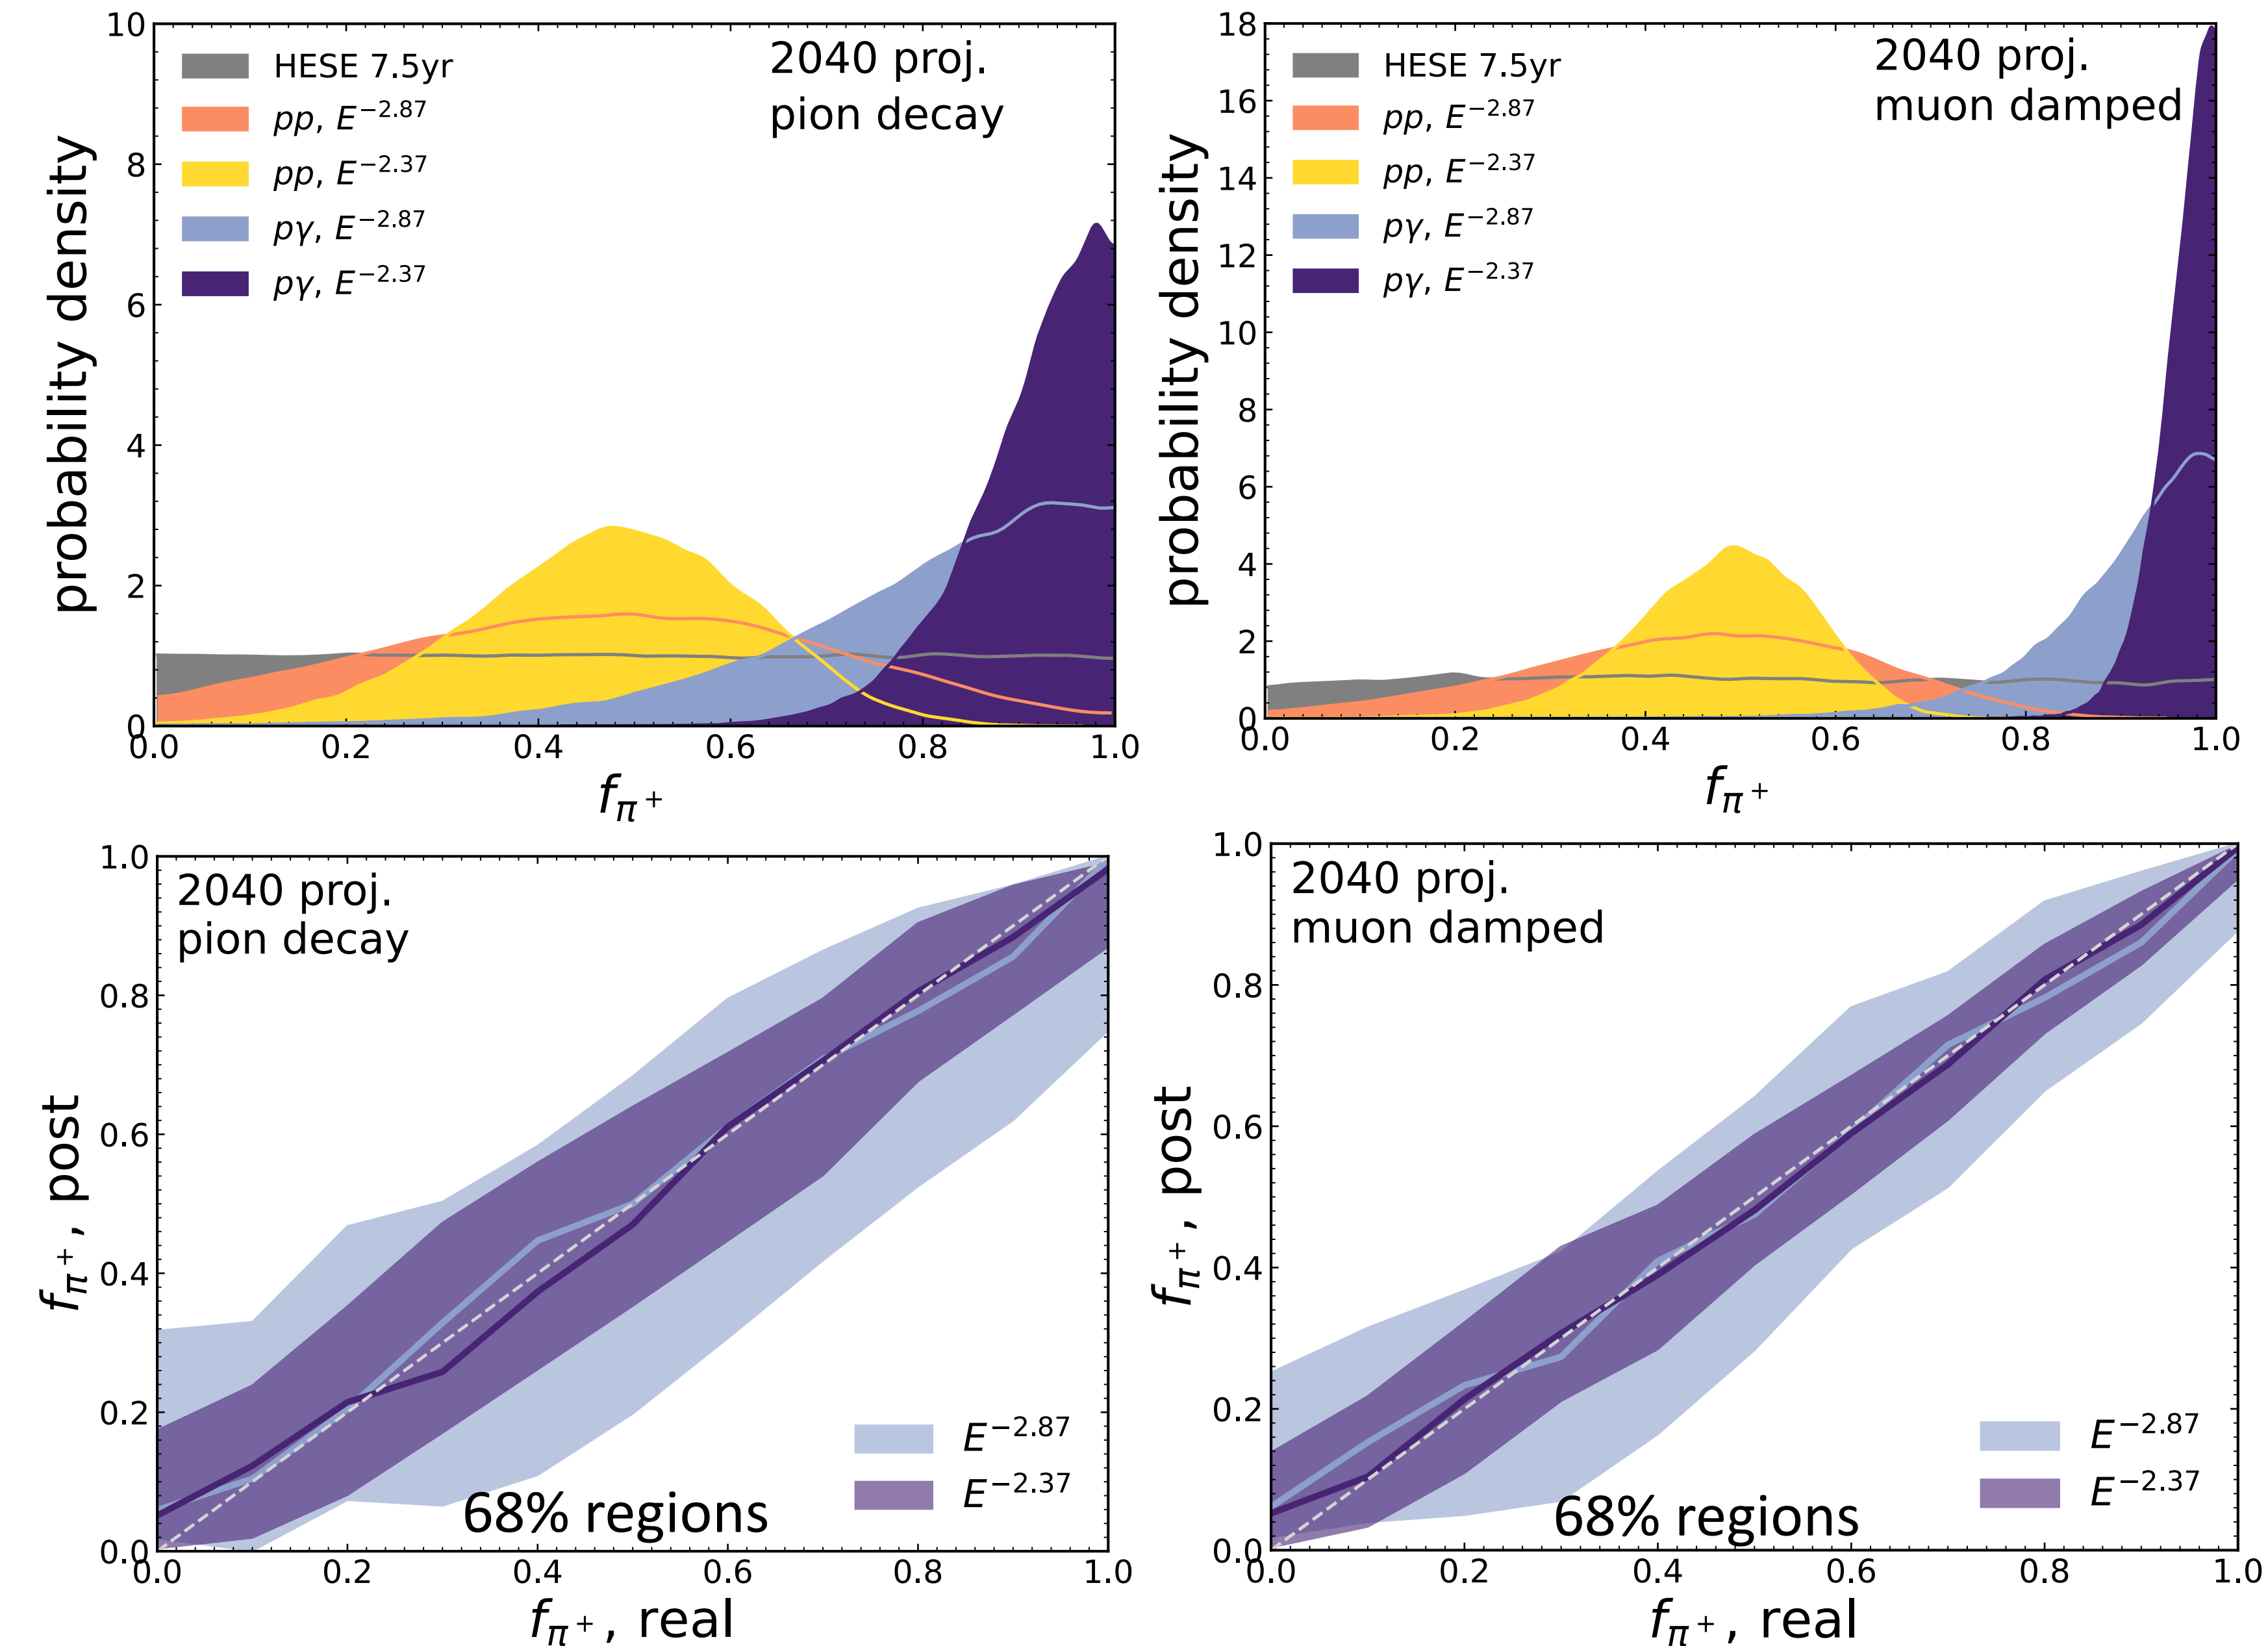 10
8
6
4
2
0
probability density
HESE 7.5yr
pp, E^−2.87
pp, E^−2.37
pγ, E^−2.87
pγ, E^−2.37
2040 proj.
pion decay
0.0 0.2 0.4 0.6 0.8 1.0
f_π+
18
16
14
12
10
8
6
4
2
0
probability density
HESE 7.5yr
pp, E^−2.87
pp, E^−2.37
pγ, E^−2.87
pγ, E^−2.37
2040 proj.
muon damped
0.0 0.2 0.4 0.6 0.8 1.0
f_π+
1.0
0.8
0.6
0.4
0.2
0.0
f_π+, post
2040 proj.
pion decay
E^−2.87
E^−2.37
68% regions
0.0 0.2 0.4 0.6 0.8 1.0
f_π+, real
1.0
0.8
0.6
0.4
0.2
0.0
f_π+, post
2040 proj.
muon damped
E^−2.87
E^−2.37
68% regions
0.0 0.2 0.4 0.6 0.8 1.0
f_π+, real